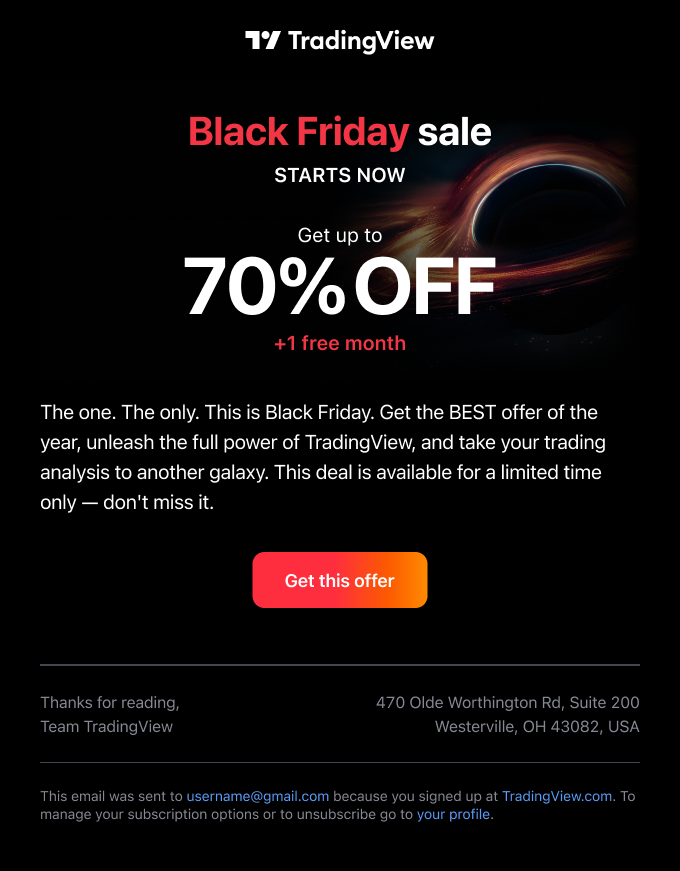 TradingView
Black Friday sale
STARTS NOW
Get up to
70% OFF
+1 free month
The one. The only. This is Black Friday. Get the BEST offer of the
year, unleash the full power of TradingView, and take your trading
analysis to another galaxy. This deal is available for a limited time
only — don't miss it.
Get this offer
Thanks for reading,
Team TradingView
470 Olde Worthington Rd, Suite 200
Westerville, OH 43082, USA
This email was sent to username@gmail.com because you signed up at TradingView.com. To
manage your subscription options or to unsubscribe go to your profile.